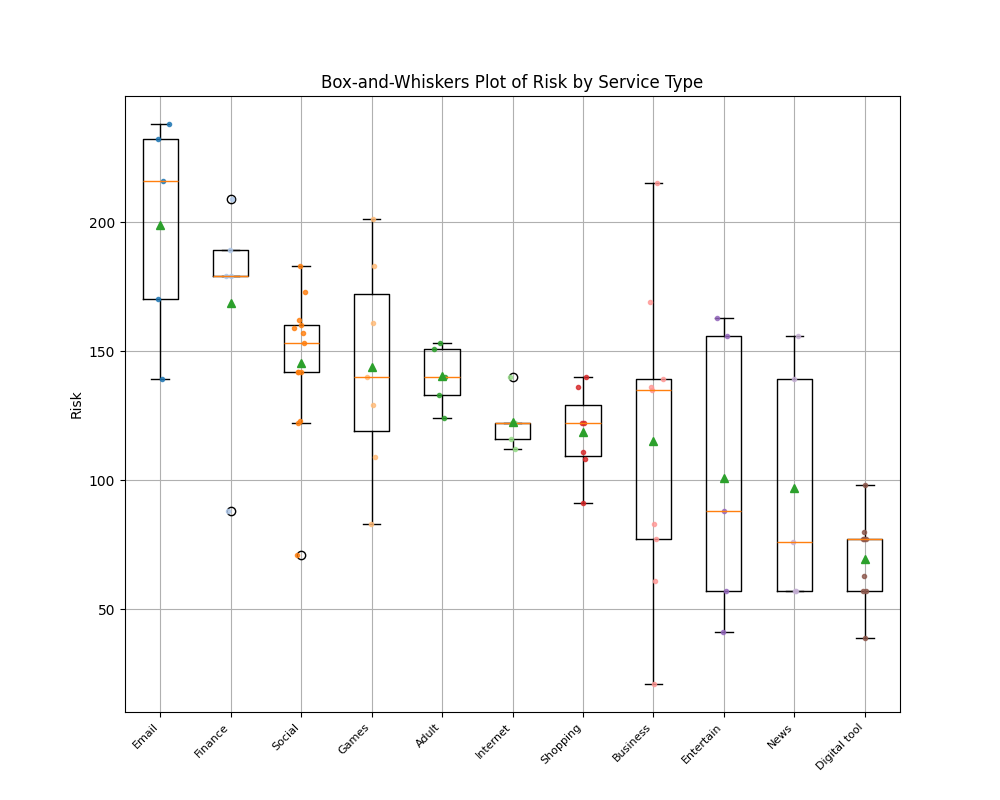 Box-and-Whiskers Plot of Risk by Service Type
200
150
100
50
Risk
Email
Finance
Social
Games
Adult
Internet
Shopping
Business
Entertain
News
Digital tool